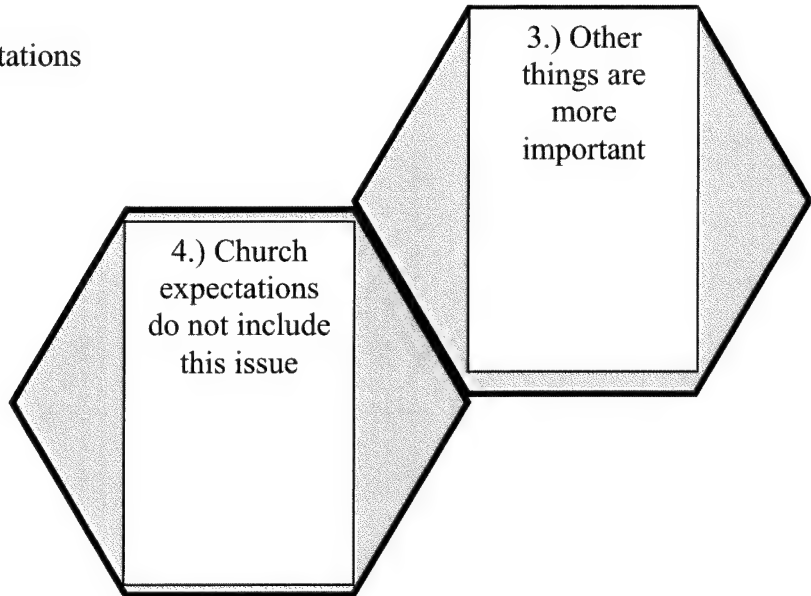 tations
3.) Other
things are
more
important
4.) Church
expectations
do not include
this issue